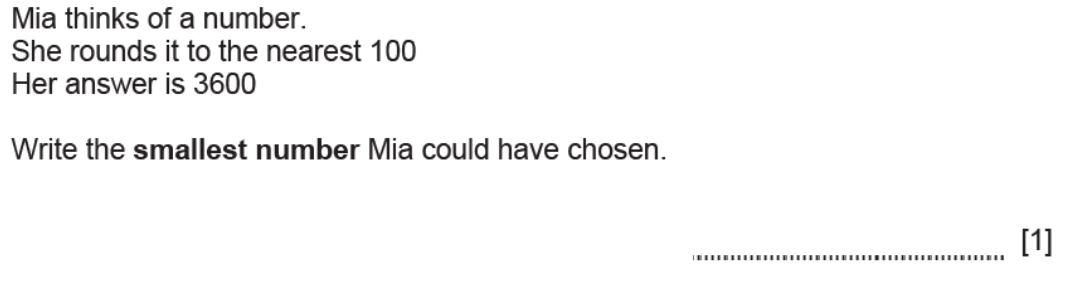 Mia thinks of a number.
She rounds it to the nearest 100
Her answer is 3600
Write the smallest number Mia could have chosen.
[1]